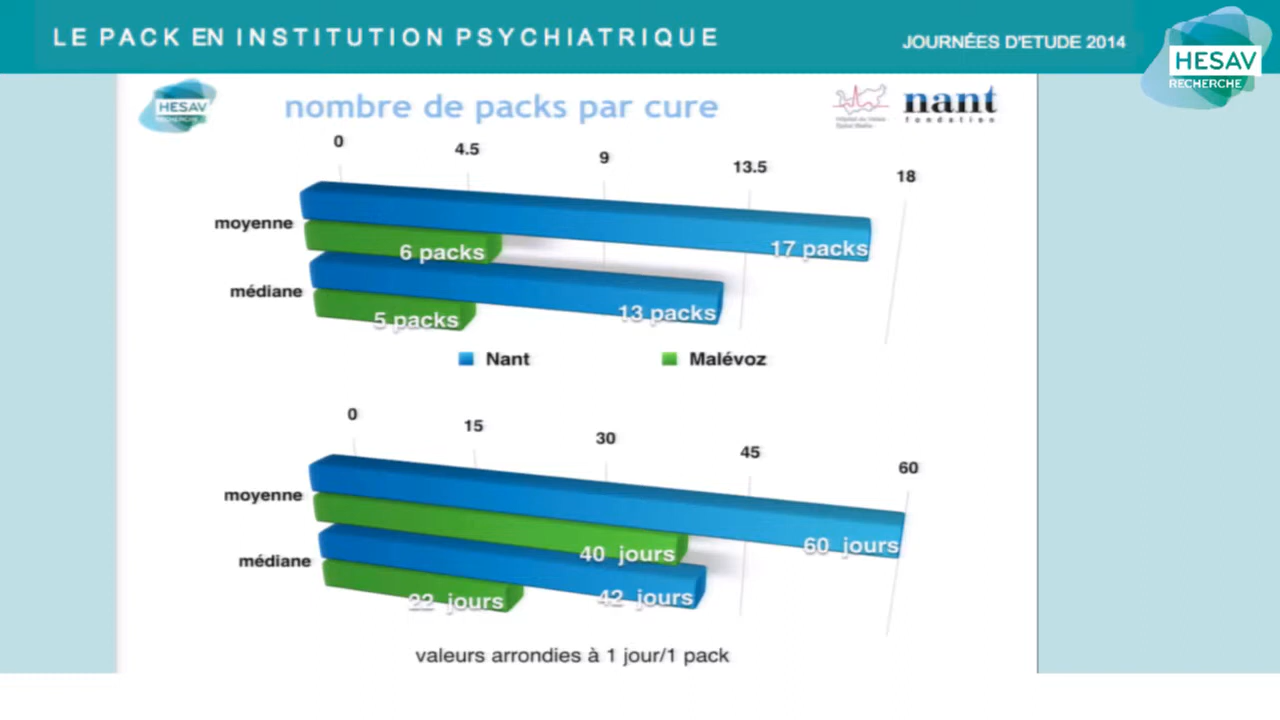 LE PACK EN INSTITUTION PSYCHIATRIQUE
JOURNÉES D'ETUDE 2014
HESAV
RECHERCHE
HESAV
RECHERCHE
nombre de packs par cure
nant
fondation
0 4.5 9 13.5 18
moyenne
17 packs
6 packs
médiane
13 packs
5 packs
Nant Malévoz
0 15 30 45 60
moyenne
60 jours
40 jours
médiane
42 jours
22 jours
valeurs arrondies à 1 jour/1 pack